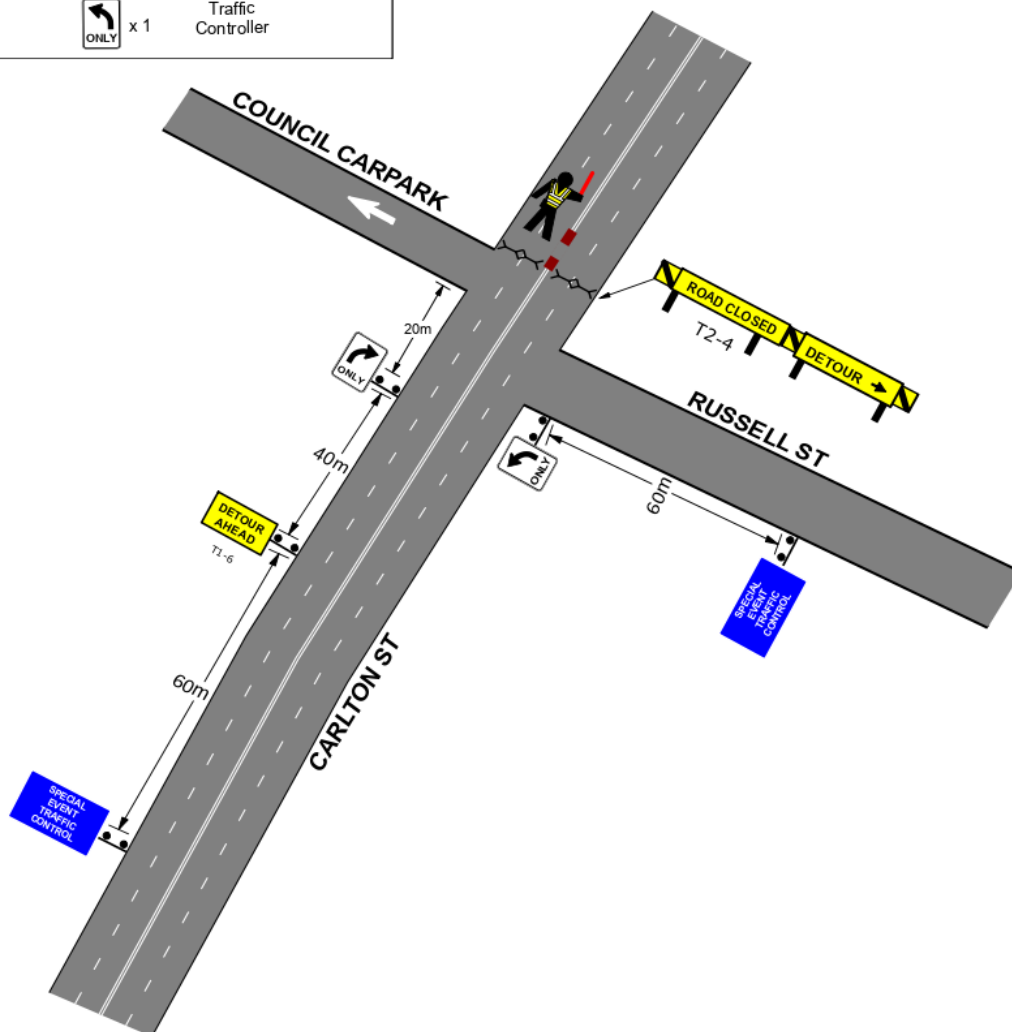 ONLY
x 1
Traffic
Controller
COUNCIL CARPARK
20m
ONLY
ROAD CLOSED
DETOUR
T2-4
RUSSELL ST
ONLY
40m
60m
DETOUR
AHEAD
T1-6
SPECIAL
EVENT
TRAFFIC
CONTROL
CARLTON ST
60m
SPECIAL
EVENT
TRAFFIC
CONTROL